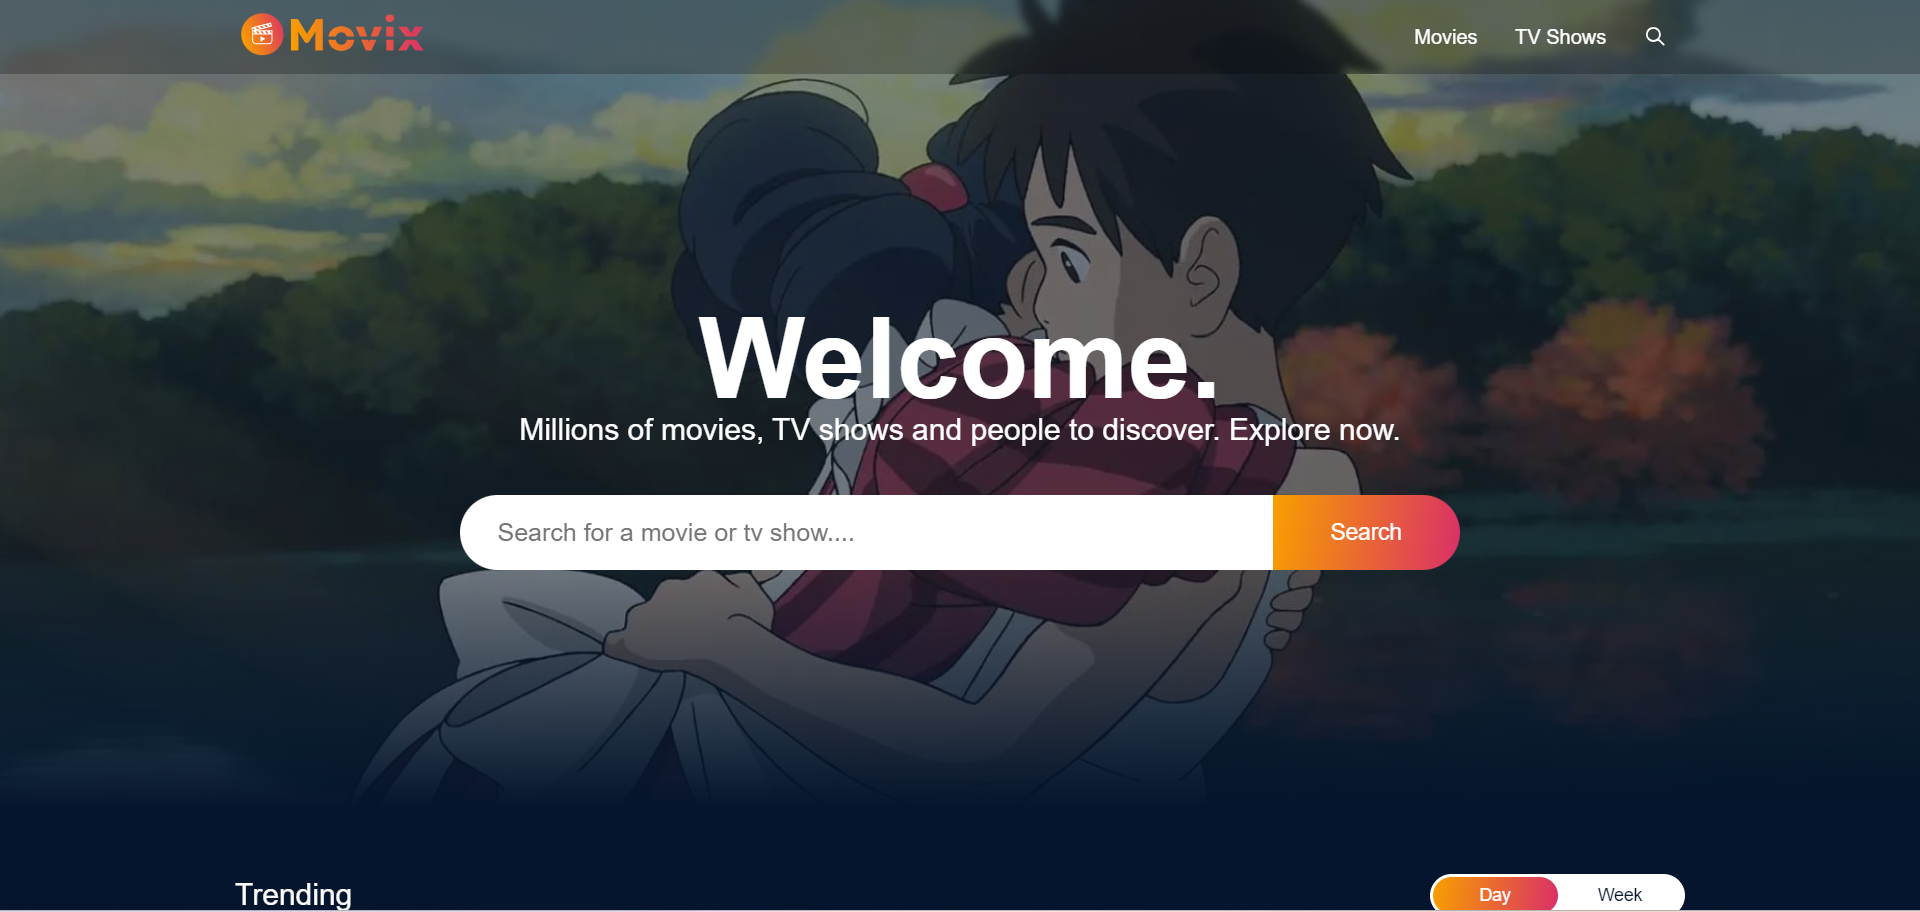 Movix
Movies
TV Shows
Welcome.
Millions of movies, TV shows and people to discover. Explore now.
Search for a movie or tv show....
Search
Trending
Day
Week